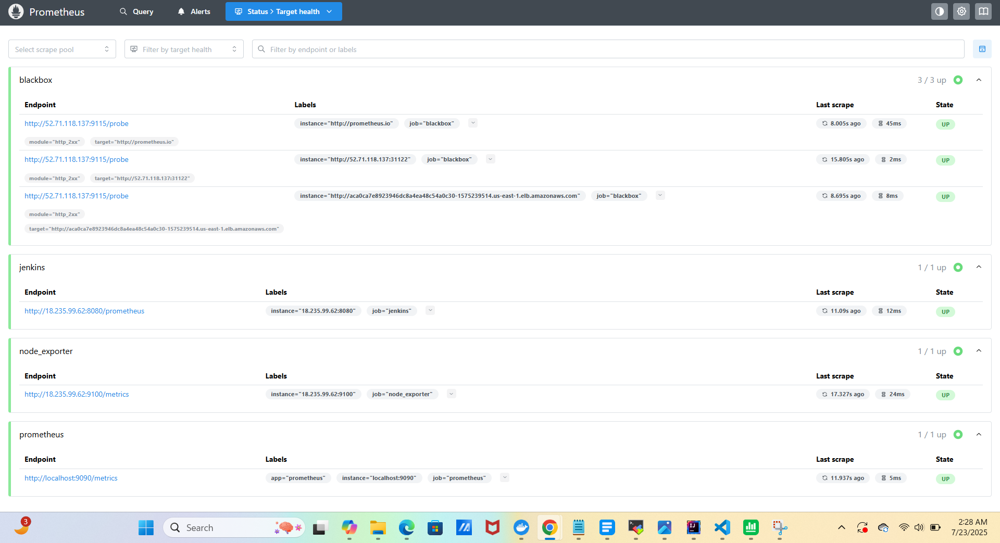 Prometheus Query Alerts Status > Target health
Select scrape pool Filter by target health Filter by endpoint or labels
blackbox 3 / 3 up
Endpoint Labels Last scrape State
http://52.71.118.137:9115/probe instance="http://prometheus.io" job="blackbox" 8.005s ago 45ms UP
module="http_2xx" target="http://prometheus.io"
http://52.71.118.137:9115/probe instance="http://52.71.118.137:31122" job="blackbox" 15.805s ago 2ms UP
module="http_2xx" target="http://52.71.118.137:31122"
http://52.71.118.137:9115/probe instance="http://aca0ca7e8923946dc8a4ea48c54a0c30-1575239514.us-east-1.elb.amazonaws.com" job="blackbox" 8.695s ago 8ms UP
module="http_2xx"
target="http://aca0ca7e8923946dc8a4ea48c54a0c30-1575239514.us-east-1.elb.amazonaws.com"
jenkins 1 / 1 up
Endpoint Labels Last scrape State
http://18.235.99.62:8080/prometheus instance="18.235.99.62:8080" job="jenkins" 11.09s ago 12ms UP
node_exporter 1 / 1 up
Endpoint Labels Last scrape State
http://18.235.99.62:9100/metrics instance="18.235.99.62:9100" job="node_exporter" 17.327s ago 24ms UP
prometheus 1 / 1 up
Endpoint Labels Last scrape State
http://localhost:9090/metrics app="prometheus" instance="localhost:9090" job="prometheus" 11.937s ago 5ms UP
3 Search IJ 2:28 AM
7/23/2025